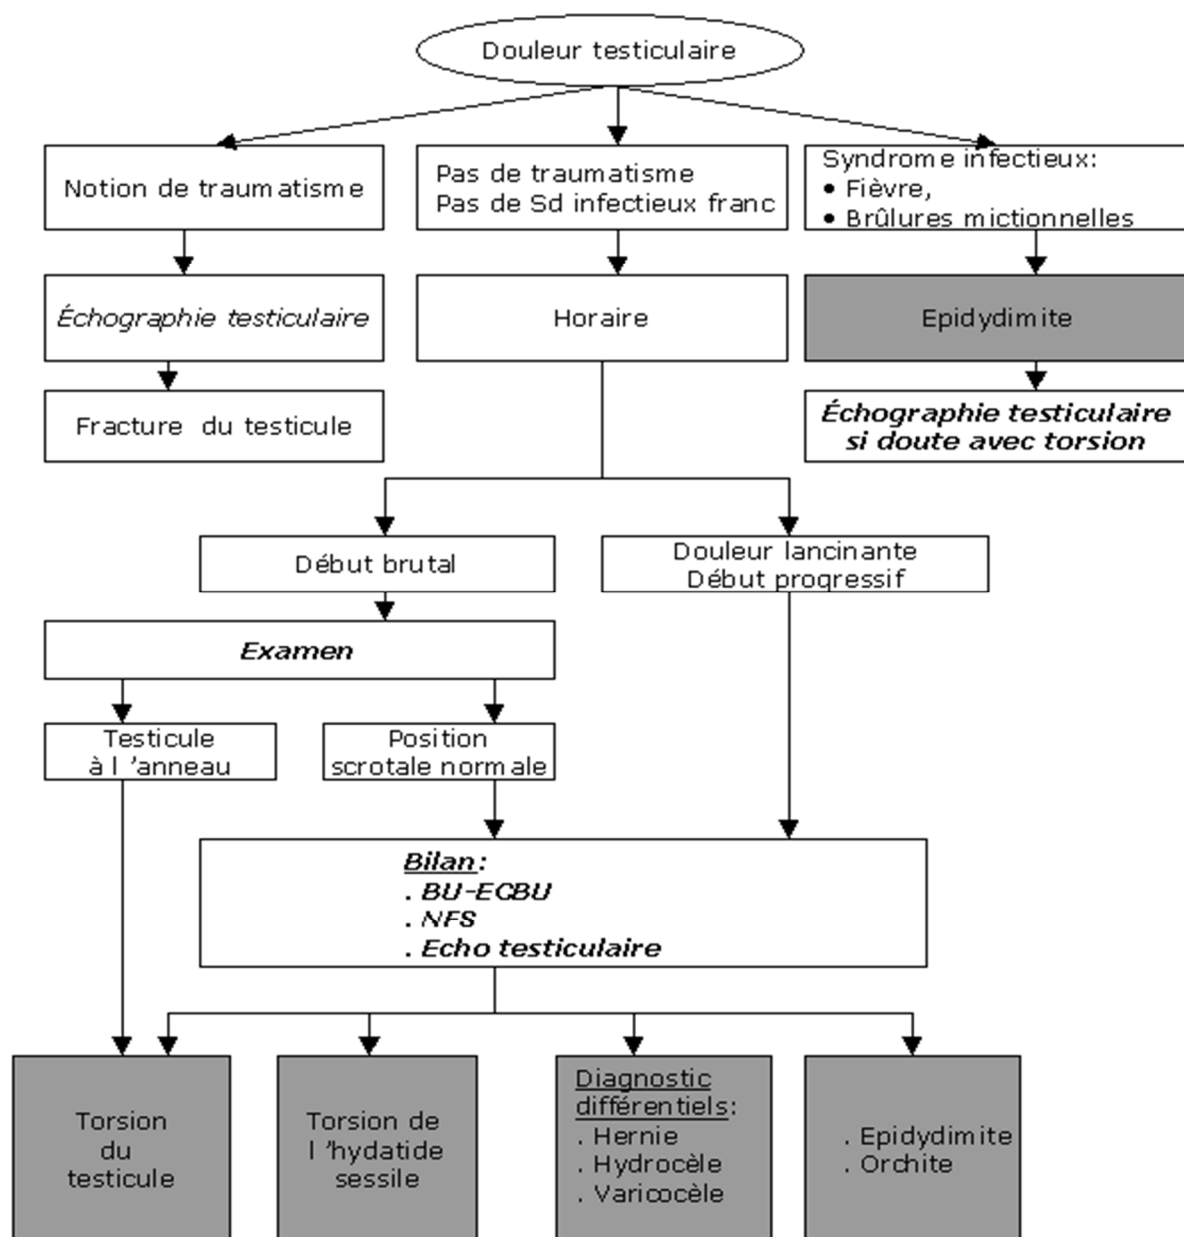 Douleur testiculaire
Notion de traumatisme
Pas de traumatisme
Pas de Sd infectieux franc
Syndrome infectieux:
• Fièvre,
• Brûlures mictionnelles
Échographie testiculaire
Horaire
Epidydimite
Fracture du testicule
Échographie testiculaire
si doute avec torsion
Début brutal
Douleur lancinante
Début progressif
Examen
Testicule
à l ’anneau
Position
scrotale normale
Bilan:
. BU-ECBU
. NFS
. Echo testiculaire
Torsion
du
testicule
Torsion de
l ’hydatide
sessile
Diagnostic
différentiels:
. Hernie
. Hydrocèle
. Varicocèle
. Epidydimite
. Orchite